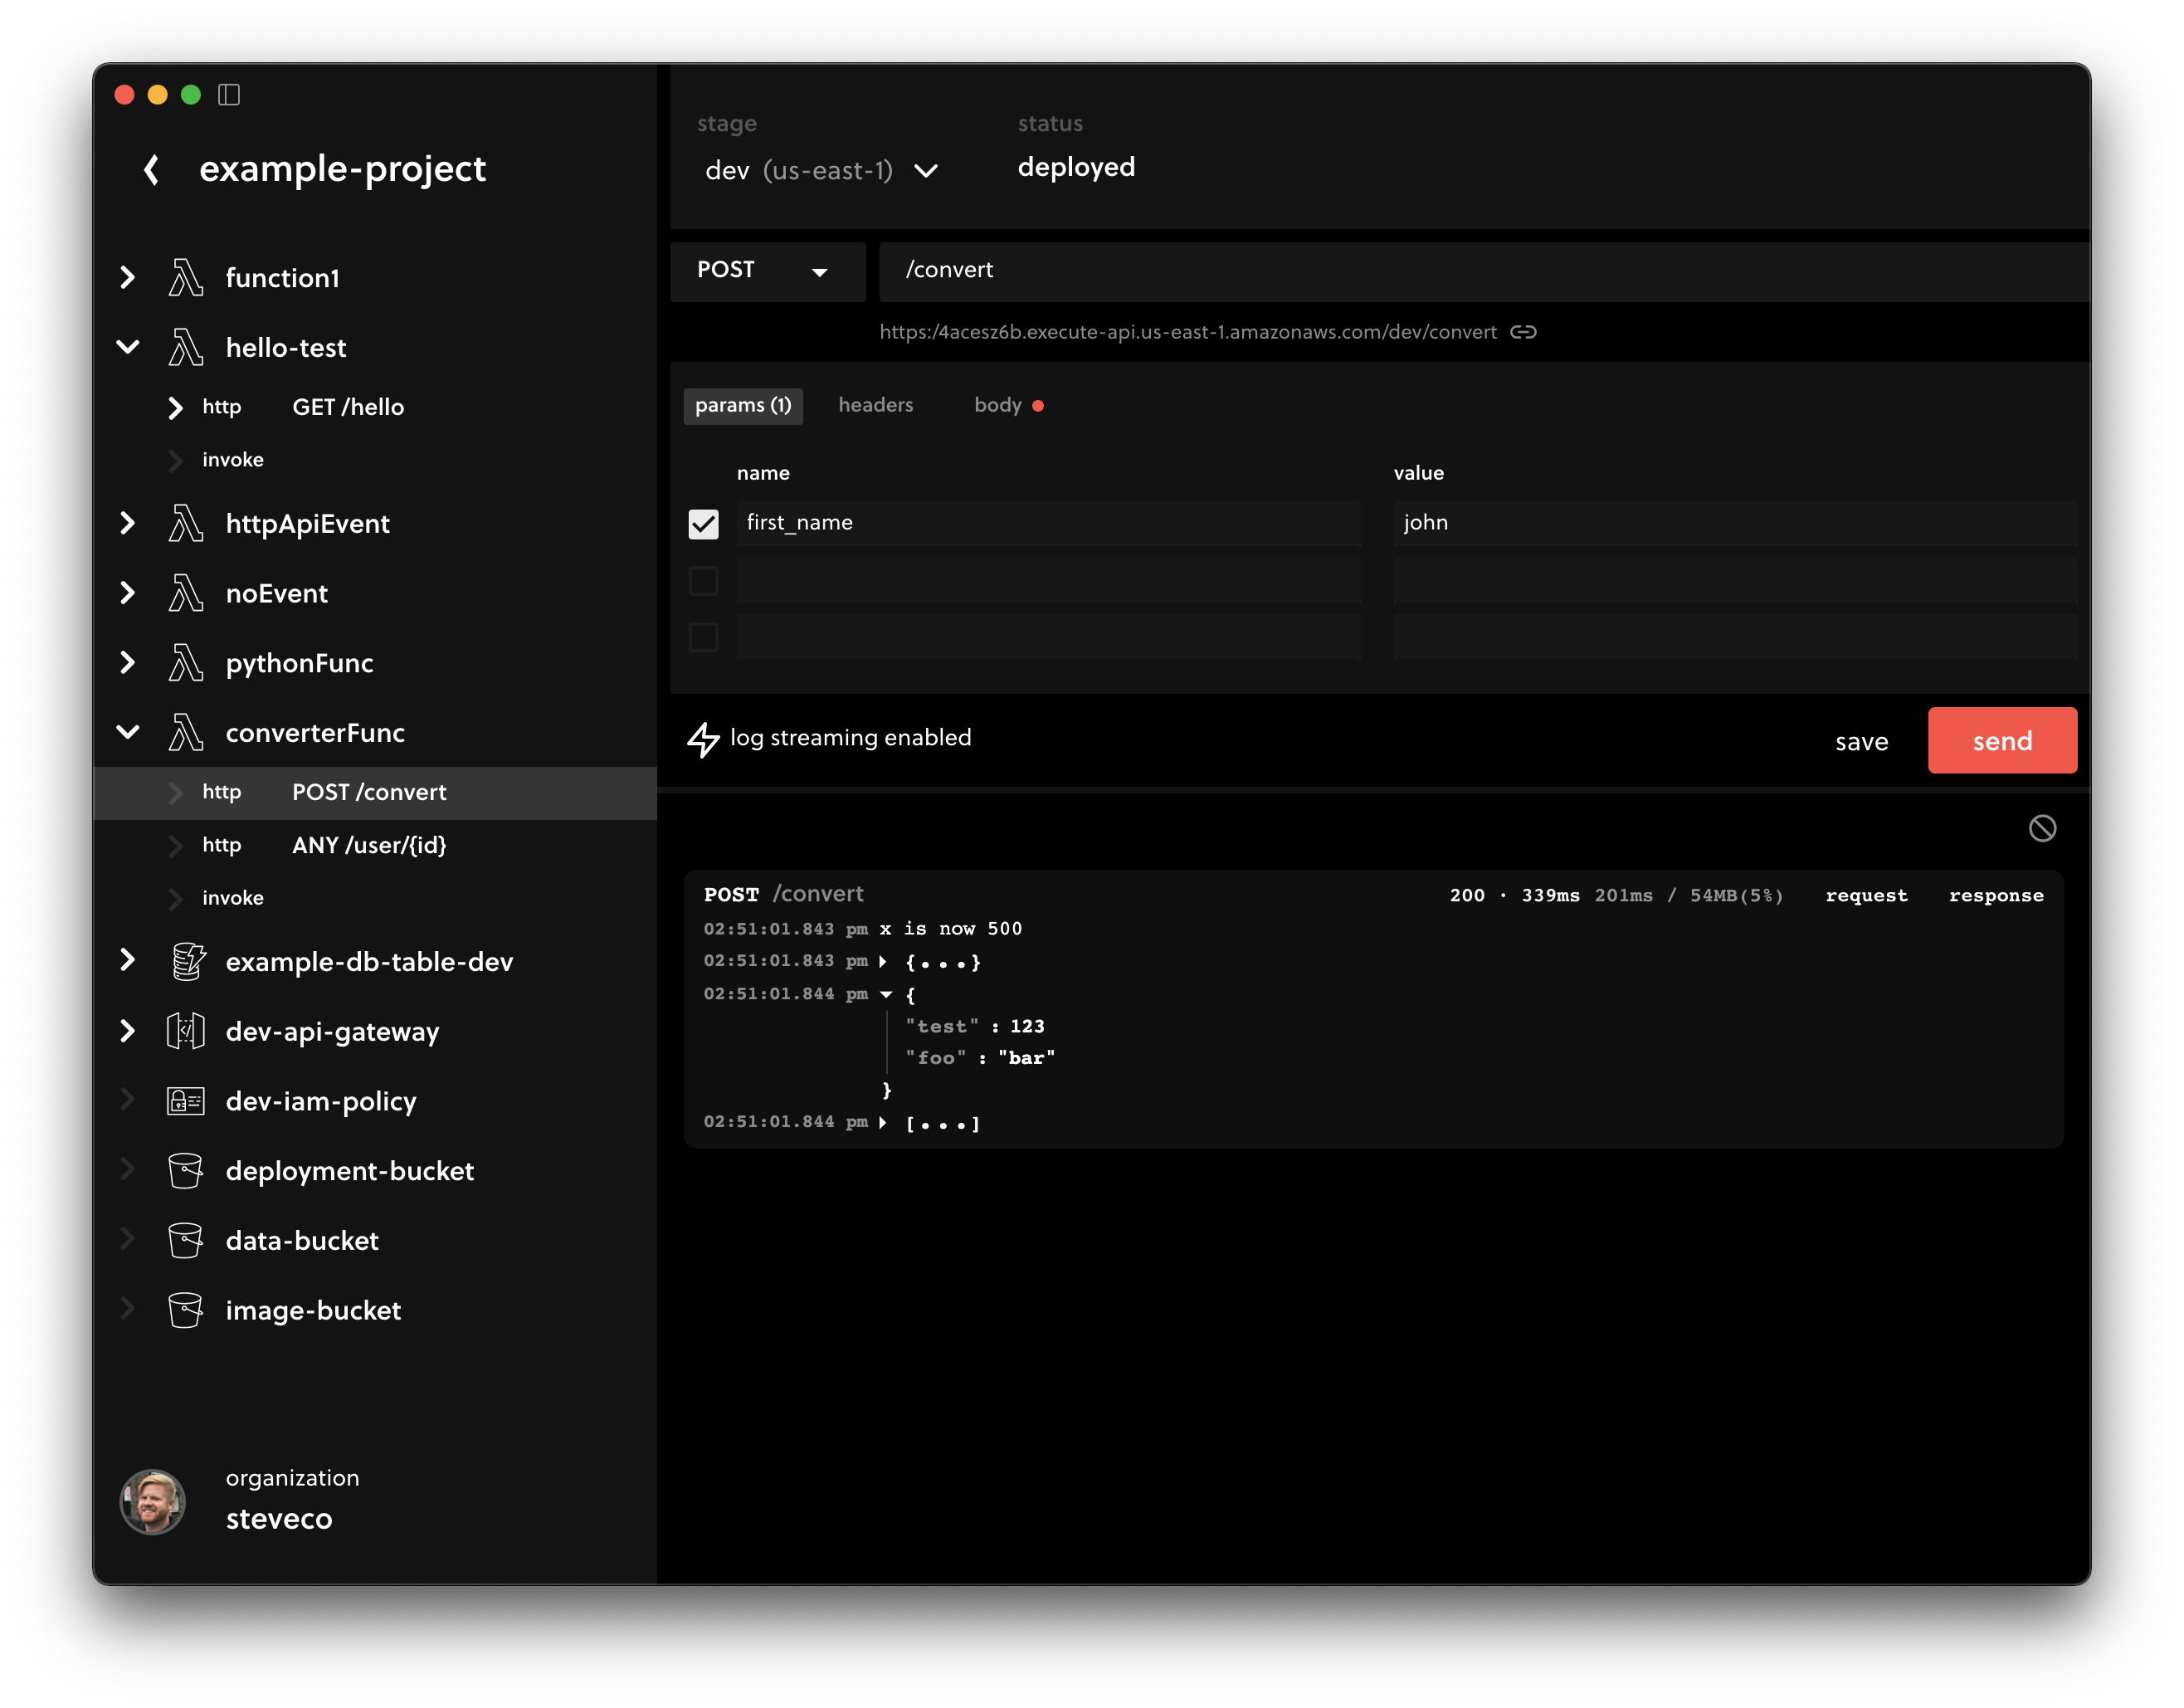 example-project
function1
hello-test
http GET /hello
invoke
httpApiEvent
noEvent
pythonFunc
converterFunc
http POST /convert
http ANY /user/{id}
invoke
example-db-table-dev
dev-api-gateway
dev-iam-policy
deployment-bucket
data-bucket
image-bucket
organization
steveco
stage status
dev (us-east-1) deployed
POST /convert
https:/4acesz6b.execute-api.us-east-1.amazonaws.com/dev/convert
params (1) headers body
name value
first_name john
log streaming enabled save send
POST /convert 200 · 339ms 201ms / 54MB(5%) request response
02:51:01.843 pm x is now 500
02:51:01.843 pm {...}
02:51:01.844 pm {
"test" : 123
"foo" : "bar"
}
02:51:01.844 pm [...]